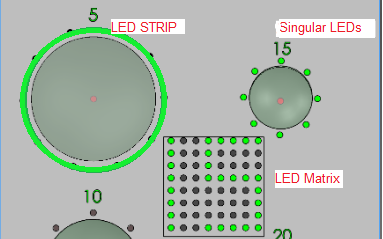 5
LED STRIP
Singular LEDs
15
LED Matrix
10
20